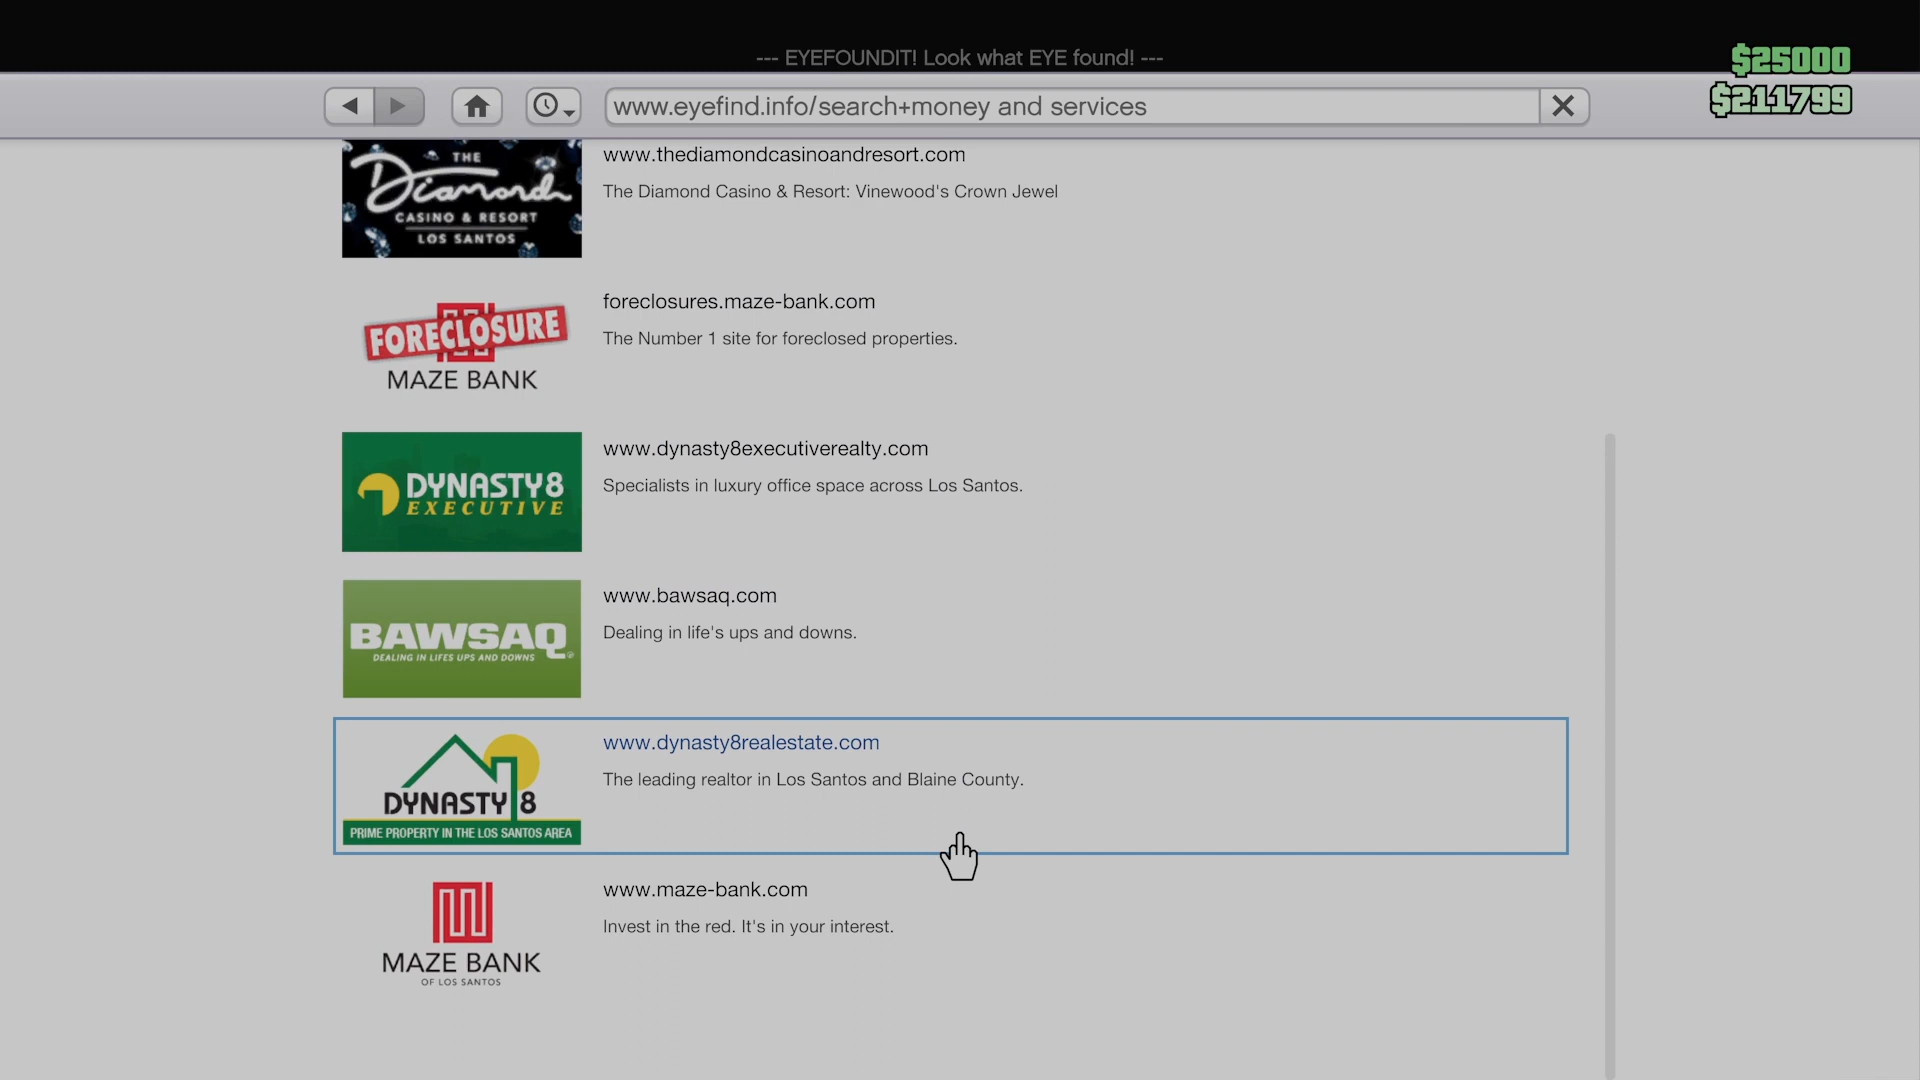 --- EYEFOUNDIT! Look what EYE found! ---
$25000
$211799
www.eyefind.info/search+money and services
THE
Diamond
CASINO & RESORT
LOS SANTOS
www.thediamondcasinoandresort.com
The Diamond Casino & Resort: Vinewood's Crown Jewel
FORECLOSURE
MAZE BANK
foreclosures.maze-bank.com
The Number 1 site for foreclosed properties.
DYNASTY8
EXECUTIVE
www.dynasty8executiverealty.com
Specialists in luxury office space across Los Santos.
BAWSAQ
DEALING IN LIFES UPS AND DOWNS
www.bawsaq.com
Dealing in life's ups and downs.
DYNASTY 8
PRIME PROPERTY IN THE LOS SANTOS AREA
www.dynasty8realestate.com
The leading realtor in Los Santos and Blaine County.
MAZE BANK
OF LOS SANTOS
www.maze-bank.com
Invest in the red. It's in your interest.